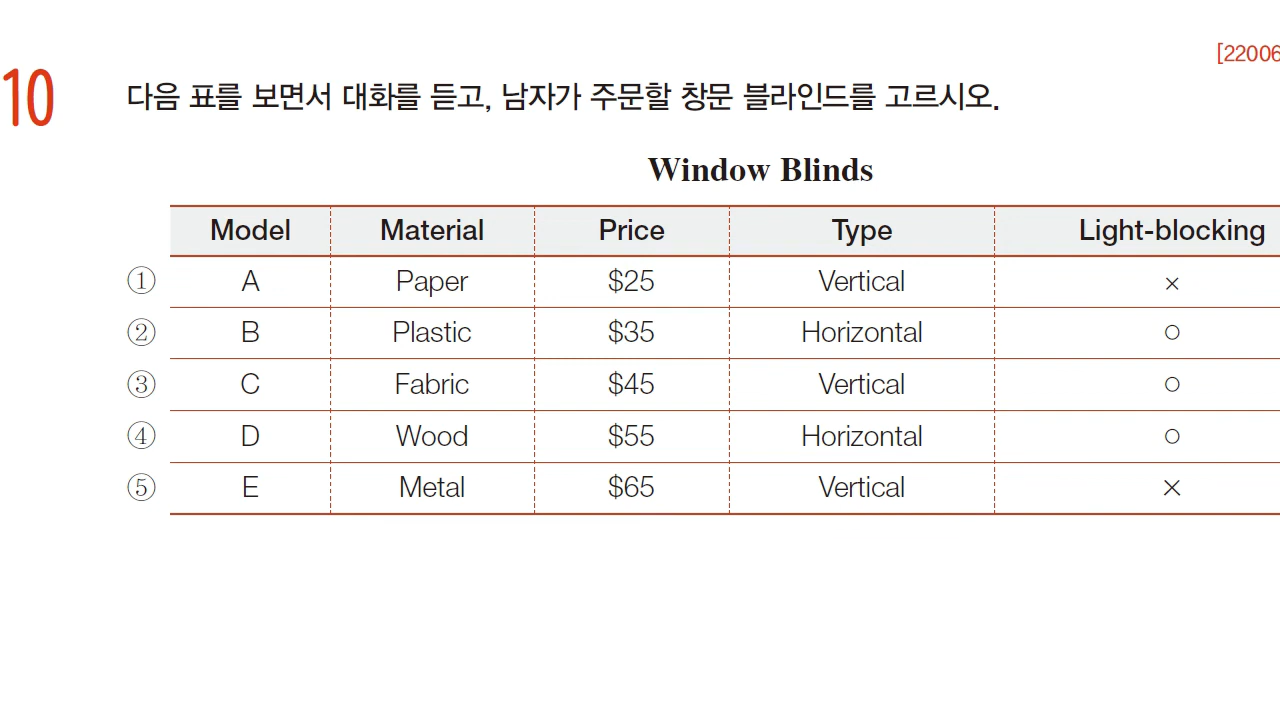 [22006
10 다음 표를 보면서 대화를 듣고, 남자가 주문할 창문 블라인드를 고르시오.
Window Blinds
Model Material Price Type Light-blocking
① A Paper $25 Vertical ×
② B Plastic $35 Horizontal ○
③ C Fabric $45 Vertical ○
④ D Wood $55 Horizontal ○
⑤ E Metal $65 Vertical ×